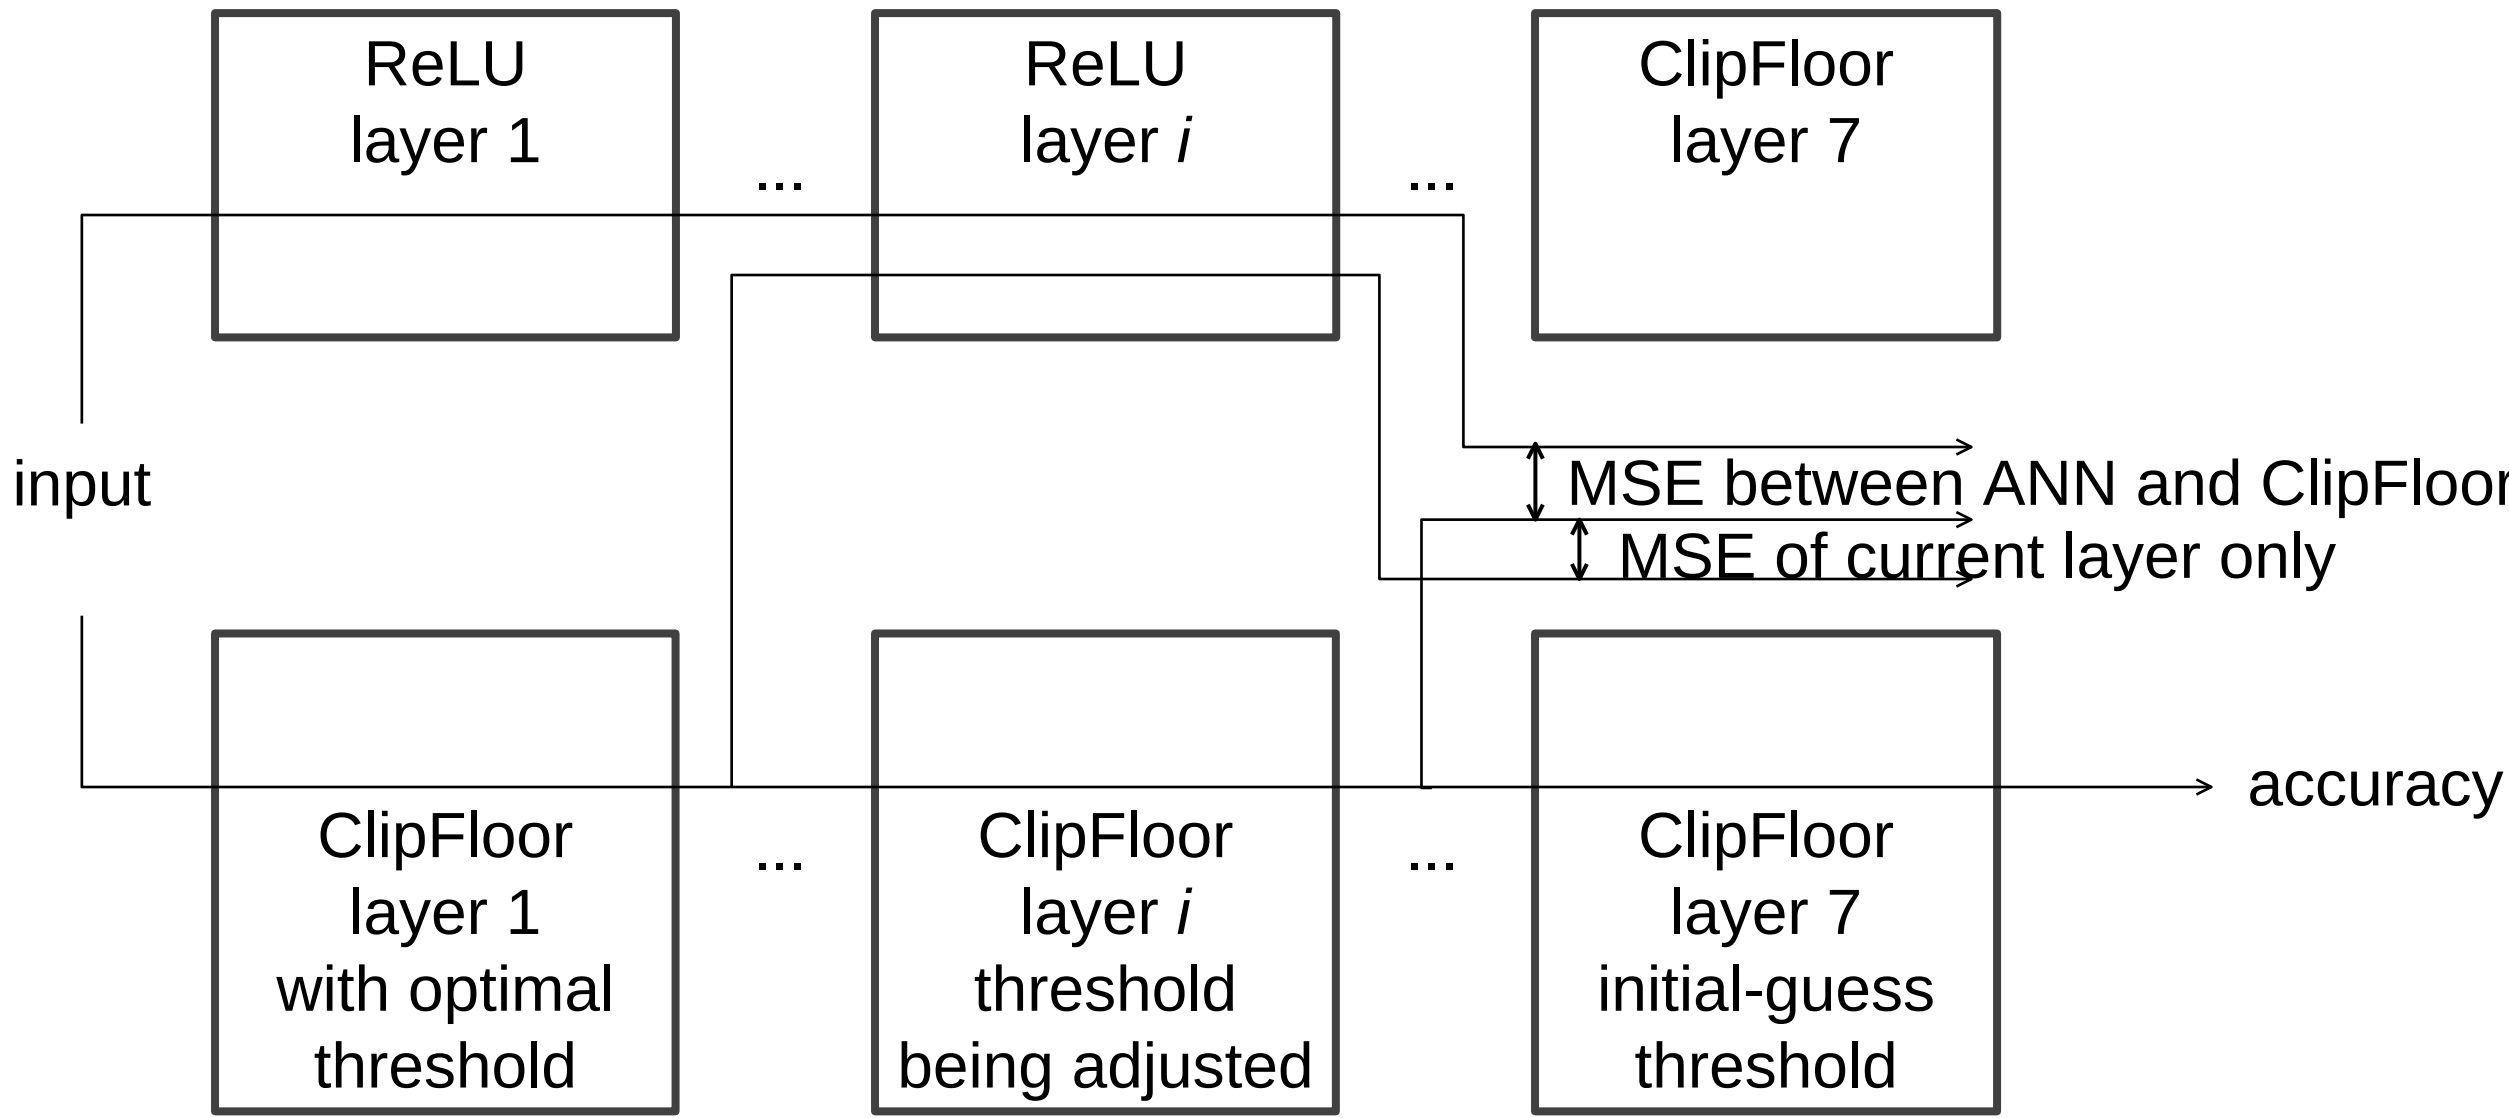 ReLU
layer 1
...
ReLU
layer i
...
ClipFloor
layer 7
input
MSE between ANN and ClipFloor
MSE of current layer only
accuracy
ClipFloor
layer 1
with optimal
threshold
...
ClipFloor
layer i
threshold
being adjusted
...
ClipFloor
layer 7
initial-guess
threshold